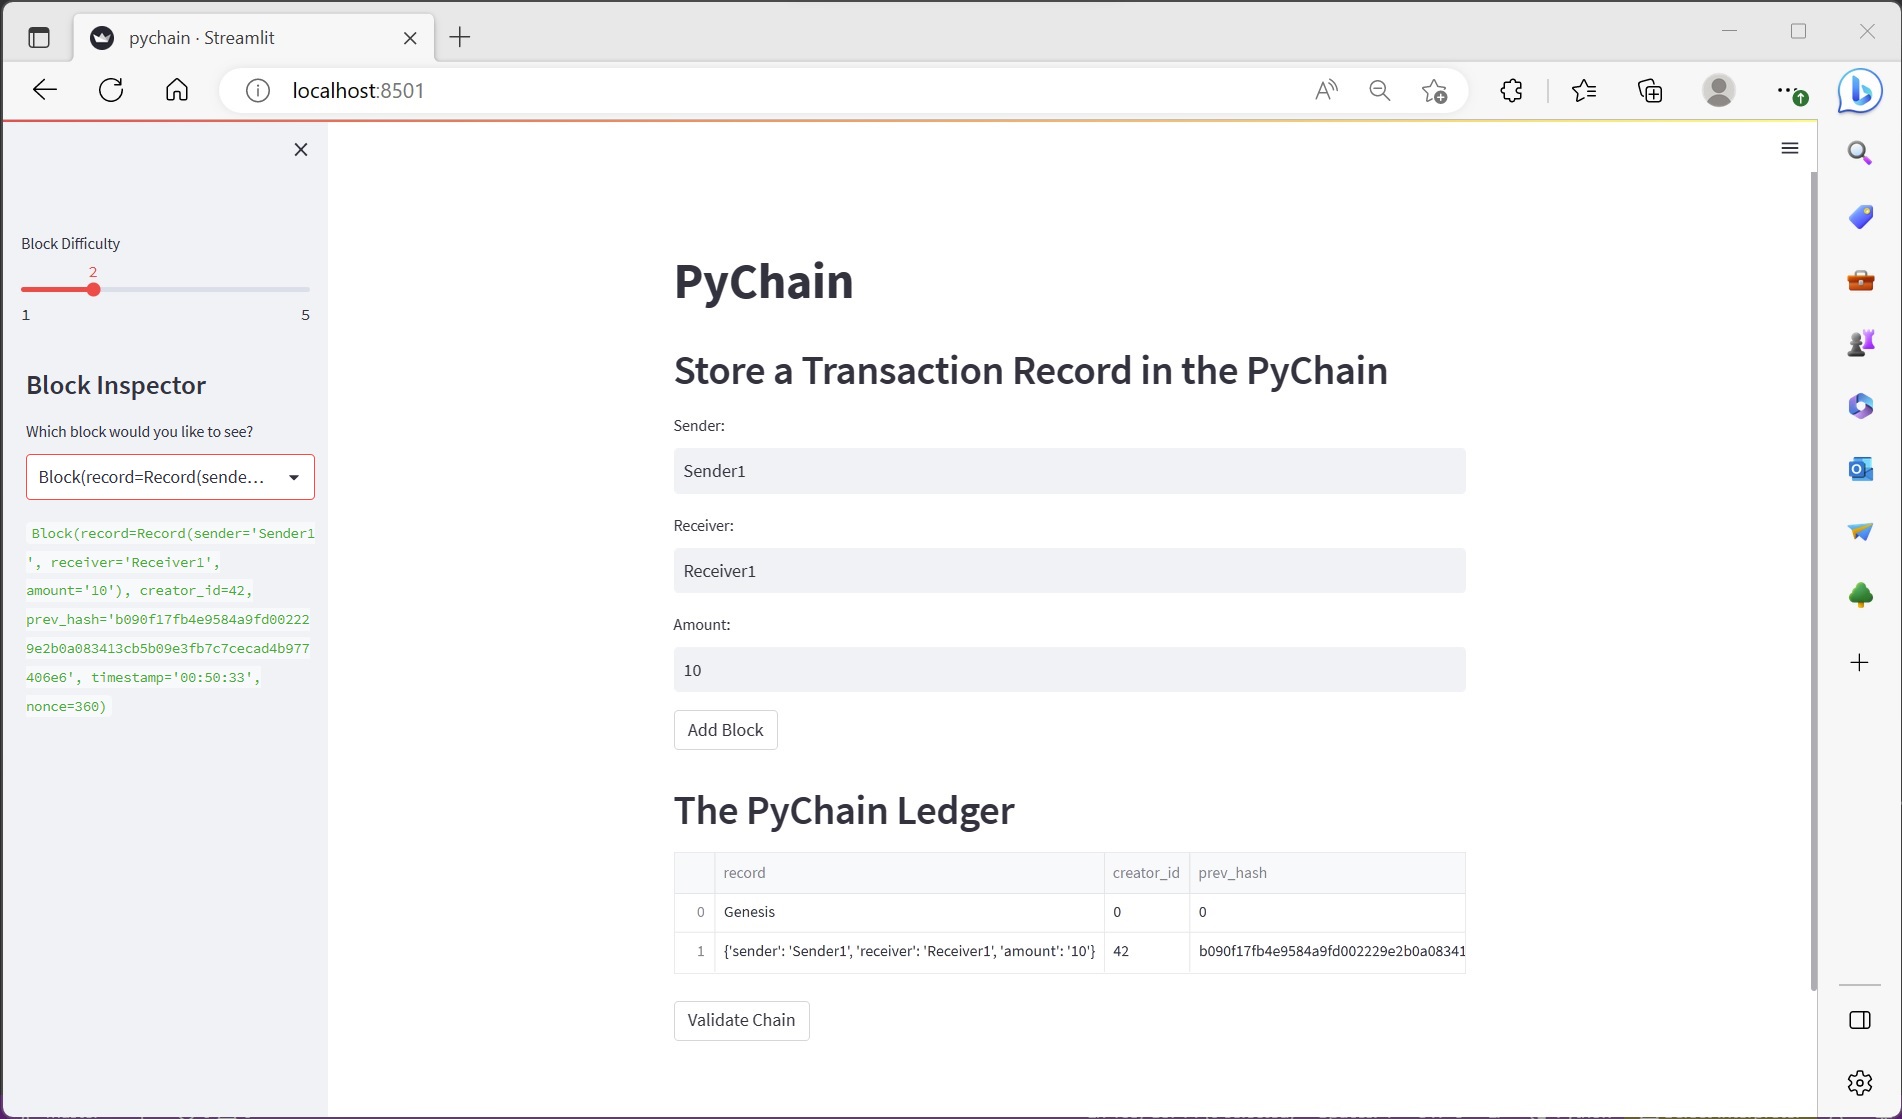 pychain · Streamlit
localhost:8501
Block Difficulty
2
1 5
Block Inspector
Which block would you like to see?
Block(record=Record(sende...
Block(record=Record(sender='Sender1
', receiver='Receiver1',
amount='10'), creator_id=42,
prev_hash='b090f17fb4e9584a9fd00222
9e2b0a083413cb5b09e3fb7c7cecad4b977
406e6', timestamp='00:50:33',
nonce=360)
PyChain
Store a Transaction Record in the PyChain
Sender:
Sender1
Receiver:
Receiver1
Amount:
10
Add Block
The PyChain Ledger
record creator_id prev_hash
0 Genesis 0 0
1 {'sender': 'Sender1', 'receiver': 'Receiver1', 'amount': '10'} 42 b090f17fb4e9584a9fd002229e2b0a08341
Validate Chain